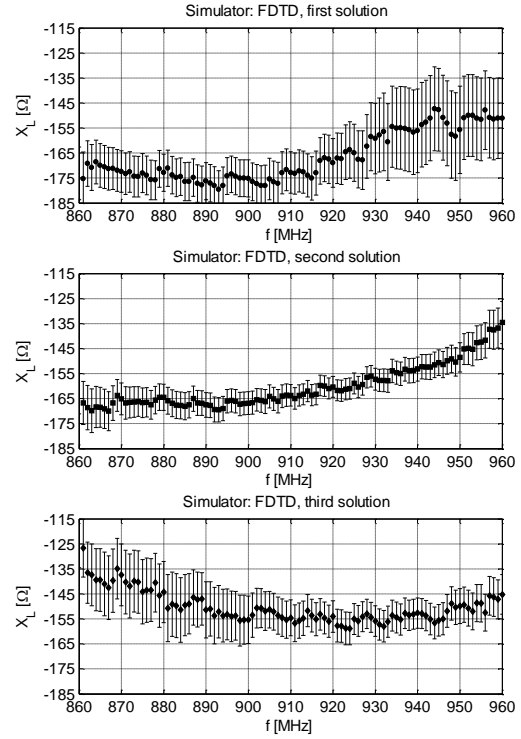 Simulator: FDTD, first solution
-115
-125
-135
-145
-155
-165
-175
-185
X_L [Ω]
860 870 880 890 900 910 920 930 940 950 960
f [MHz]
Simulator: FDTD, second solution
-115
-125
-135
-145
-155
-165
-175
-185
X_L [Ω]
860 870 880 890 900 910 920 930 940 950 960
f [MHz]
Simulator: FDTD, third solution
-115
-125
-135
-145
-155
-165
-175
-185
X_L [Ω]
860 870 880 890 900 910 920 930 940 950 960
f [MHz]